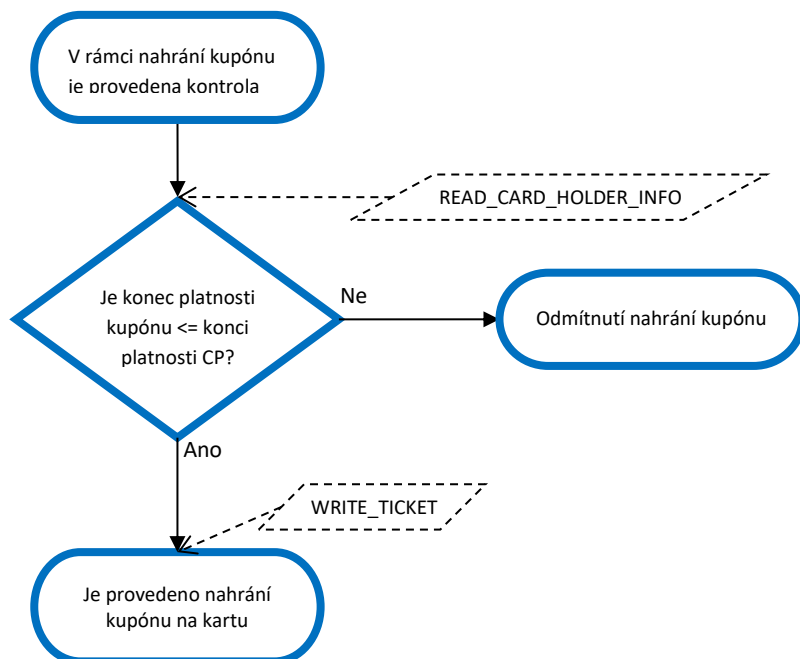 V rámci nahrání kupónu
je provedena kontrola
READ_CARD_HOLDER_INFO
Je konec platnosti
kupónu <= konci
platnosti CP?
Ne
Odmítnutí nahrání kupónu
Ano
WRITE_TICKET
Je provedeno nahrání
kupónu na kartu